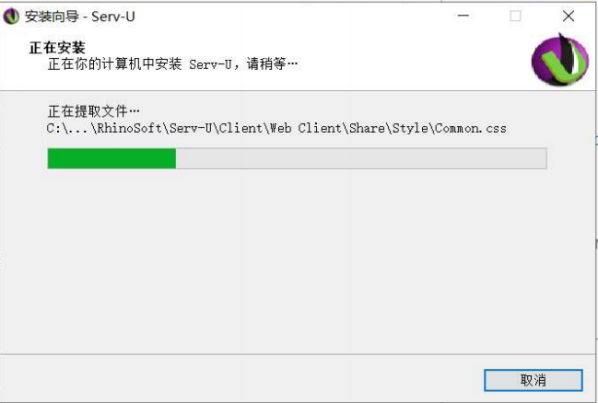 安装向导 - Serv-U
正在安装
正在你的计算机中安装 Serv-U，请稍等…
正在提取文件…
C:\...\RhinoSoft\Serv-U\Client\Web Client\Share\Style\Common.css
取消